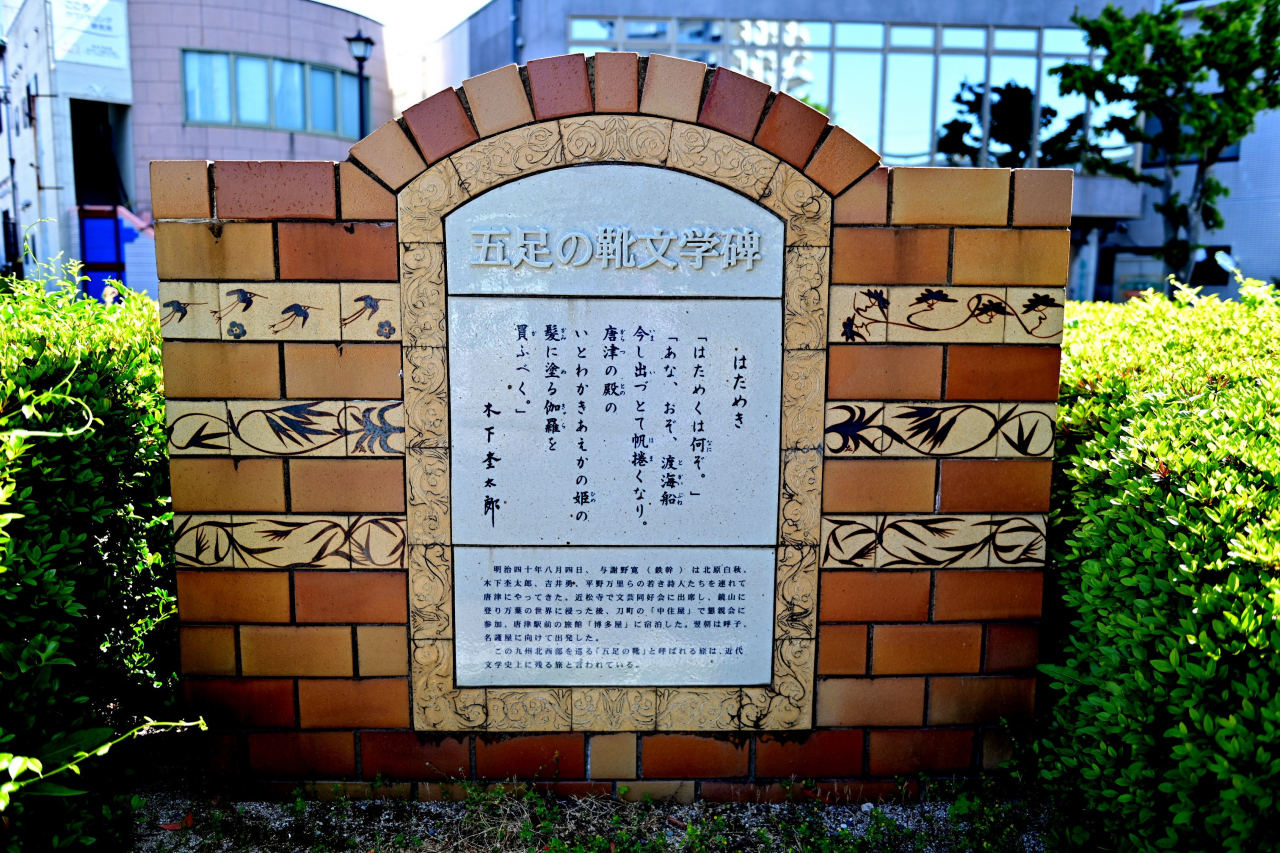 五足の靴文学碑
はためき
「はためくは何ぞ。」
「あな、おぞ、渡海船
今し出づとて帆捲くなり。
唐津の殿の
いとわかきあえかの姫の
髪に塗る伽羅を
買ふべく。」
木下杢太郎
明治四十年八月四日、与謝野寛(鉄幹)は北原白秋、
木下杢太郎、吉井勇、平野万里らの若き詩人たちを連れて
唐津にやってきた。近松寺で文芸同好会に出席し、鏡山に
登り万葉の世界に浸った後、刀町の「中住屋」で懇親会に
参加、唐津駅前の旅館「博多屋」に宿泊した。翌朝は呼子、
名護屋に向けて出発した。
この九州北西部を巡る「五足の靴」と呼ばれる旅は、近代
文学史上に残る旅と言われている。